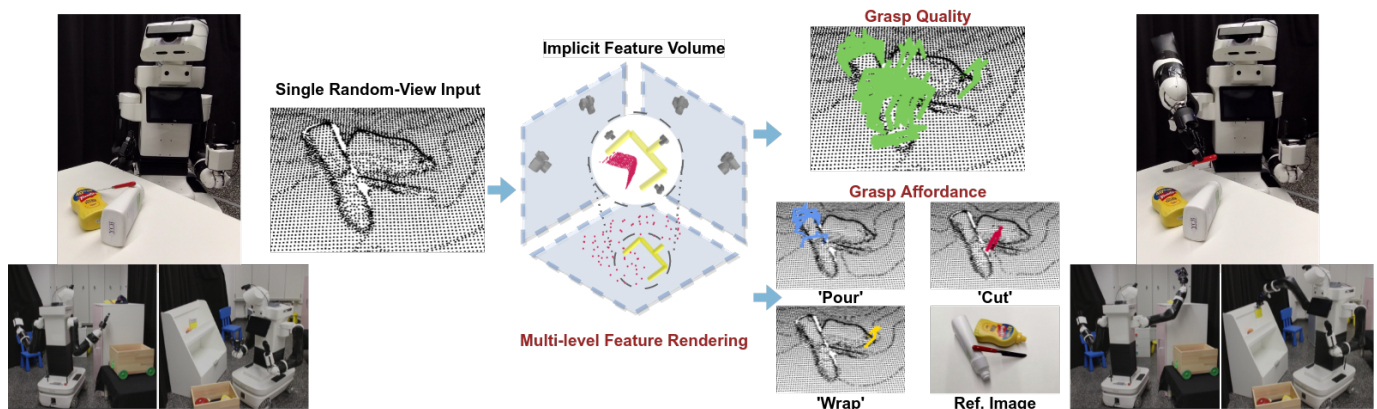 Single Random-View Input
Implicit Feature Volume
Multi-level Feature Rendering
Grasp Quality
Grasp Affordance
'Pour'
'Cut'
'Wrap'
Ref. Image